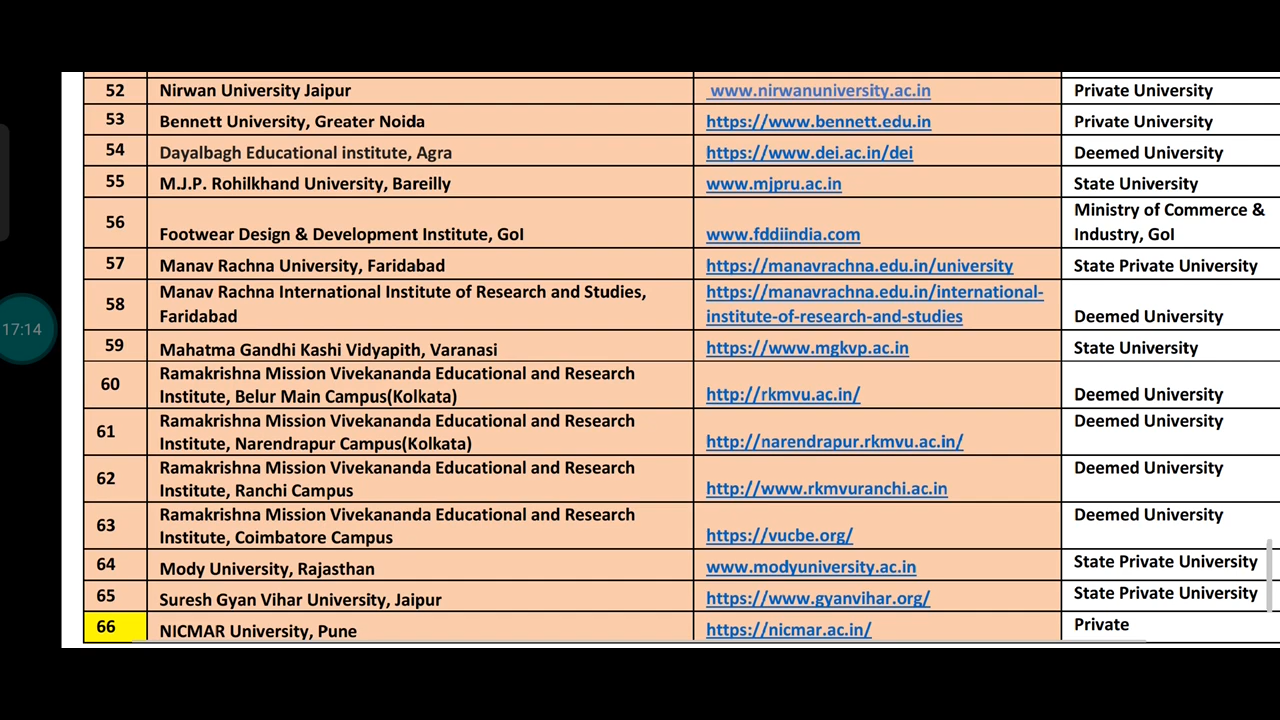 52 Nirwan University Jaipur www.nirwanuniversity.ac.in Private University
53 Bennett University, Greater Noida https://www.bennett.edu.in Private University
54 Dayalbagh Educational institute, Agra https://www.dei.ac.in/dei Deemed University
55 M.J.P. Rohilkhand University, Bareilly www.mjpru.ac.in State University
56 Footwear Design & Development Institute, GoI www.fddiindia.com Ministry of Commerce &
Industry, GoI
57 Manav Rachna University, Faridabad https://manavrachna.edu.in/university State Private University
58 Manav Rachna International Institute of Research and Studies,
Faridabad
https://manavrachna.edu.in/international-
institute-of-research-and-studies
Deemed University
17:14
59 Mahatma Gandhi Kashi Vidyapith, Varanasi https://www.mgkvp.ac.in State University
60 Ramakrishna Mission Vivekananda Educational and Research
Institute, Belur Main Campus(Kolkata) http://rkmvu.ac.in/ Deemed University
61 Ramakrishna Mission Vivekananda Educational and Research
Institute, Narendrapur Campus(Kolkata) http://narendrapur.rkmvu.ac.in/ Deemed University
62 Ramakrishna Mission Vivekananda Educational and Research
Institute, Ranchi Campus http://www.rkmvuranchi.ac.in Deemed University
63 Ramakrishna Mission Vivekananda Educational and Research
Institute, Coimbatore Campus https://vucbe.org/ Deemed University
64 Mody University, Rajasthan www.modyuniversity.ac.in State Private University
65 Suresh Gyan Vihar University, Jaipur https://www.gyanvihar.org/ State Private University
66 NICMAR University, Pune https://nicmar.ac.in/ Private